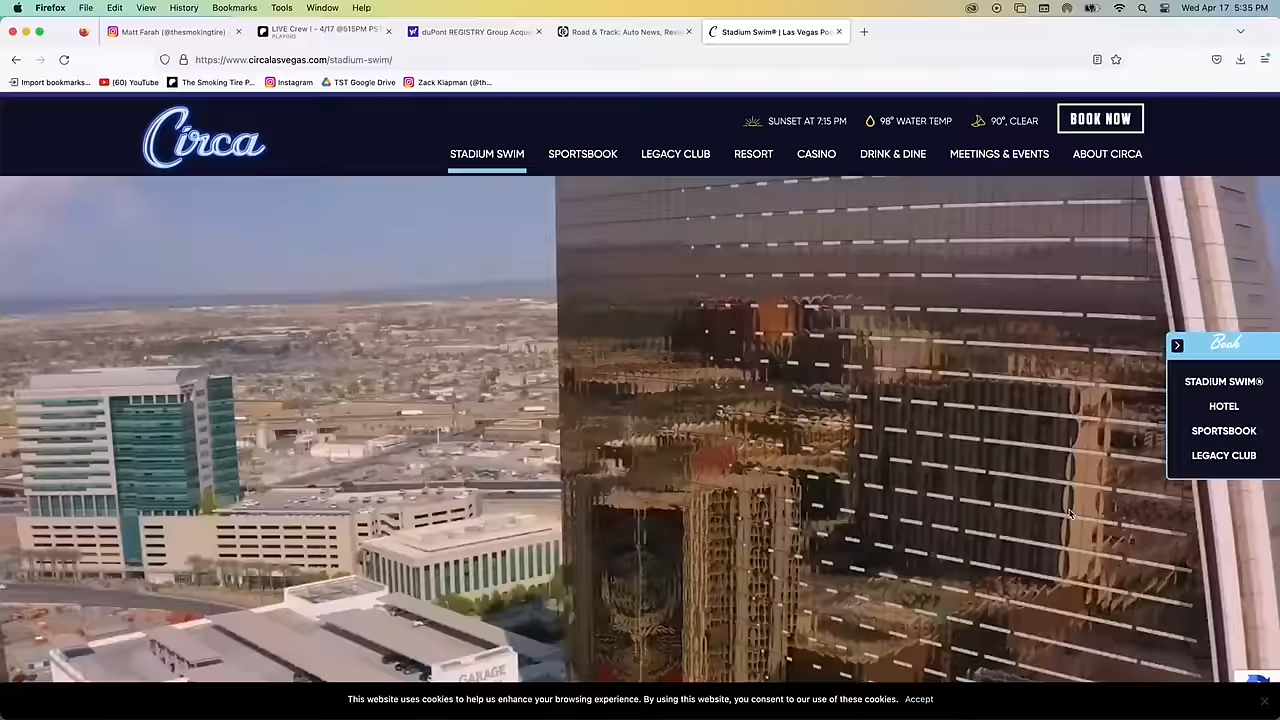 Firefox File Edit View History Bookmarks Tools Window Help Wed Apr 17 5:35 PM
Matt Farah (@thesmokingtire) LIVE Crew ! - 4/17 @515PM PST duPont REGISTRY Group Acqu Road & Track: Auto News, Revie Stadium Swim® | Las Vegas Poo
PLAYING
https://www.circalasvegas.com/stadium-swim/
Import bookmarks... (60) YouTube The Smoking Tire P... Instagram TST Google Drive Zack Klapman (@th...
Circa
SUNSET AT 7:15 PM 98° WATER TEMP 90°, CLEAR BOOK NOW
STADIUM SWIM SPORTSBOOK LEGACY CLUB RESORT CASINO DRINK & DINE MEETINGS & EVENTS ABOUT CIRCA
Book
STADIUM SWIM®
HOTEL
SPORTSBOOK
LEGACY CLUB
GARAGE
This website uses cookies to help us enhance your browsing experience. By using this website, you consent to our use of these cookies. Accept